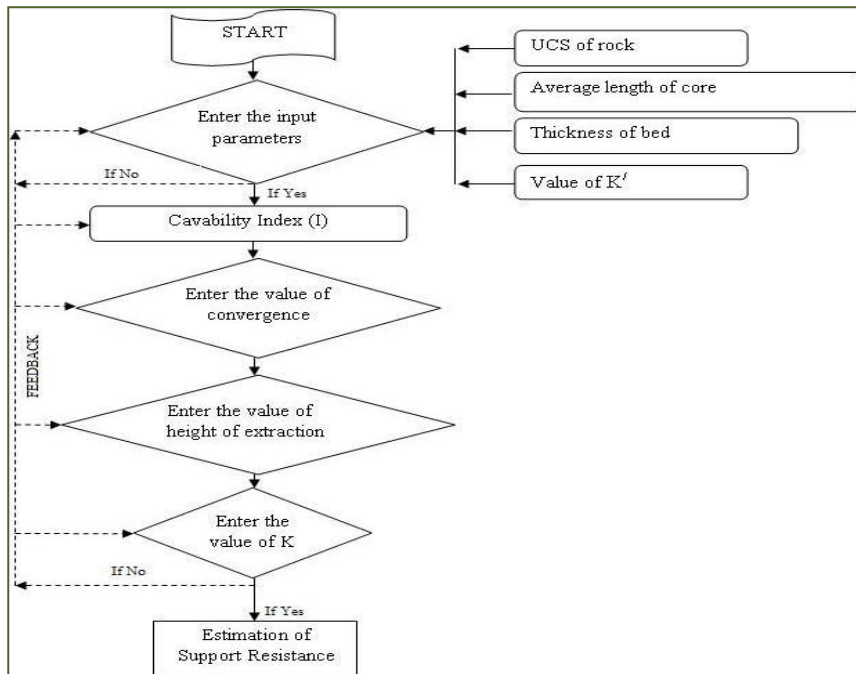 START
UCS of rock
Average length of core
Enter the input
parameters
Thickness of bed
Value of K′
If No
If Yes
Cavability Index (I)
Enter the value of
convergence
FEEDBACK
Enter the value of
height of extraction
Enter the
value of K
If No
If Yes
Estimation of
Support Resistance